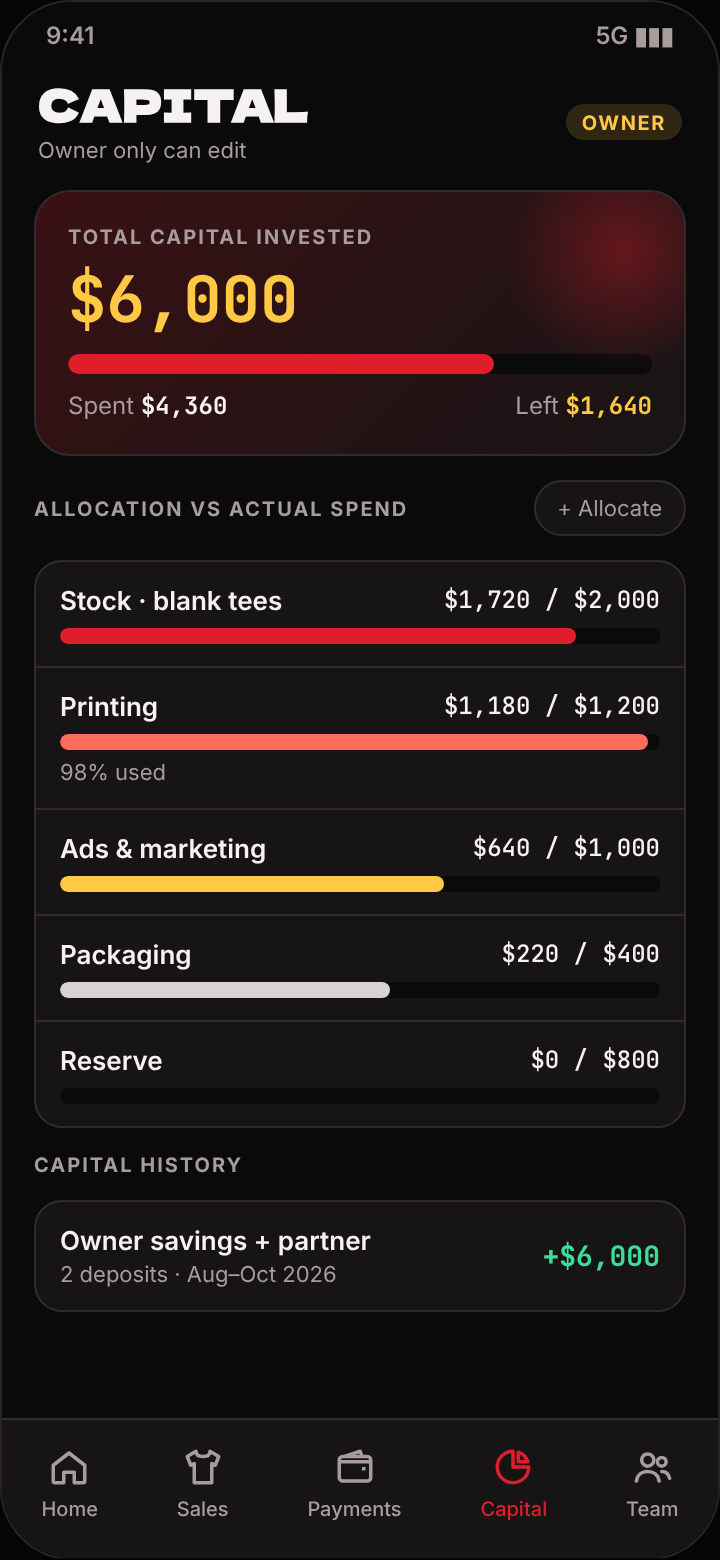 9:41
5G
CAPITAL
Owner only can edit
OWNER
TOTAL CAPITAL INVESTED
$6,000
Spent $4,360
Left $1,640
ALLOCATION VS ACTUAL SPEND
+ Allocate
Stock · blank tees
$1,720 / $2,000
Printing
$1,180 / $1,200
98% used
Ads & marketing
$640 / $1,000
Packaging
$220 / $400
Reserve
$0 / $800
CAPITAL HISTORY
Owner savings + partner
2 deposits · Aug–Oct 2026
+$6,000
Home
Sales
Payments
Capital
Team